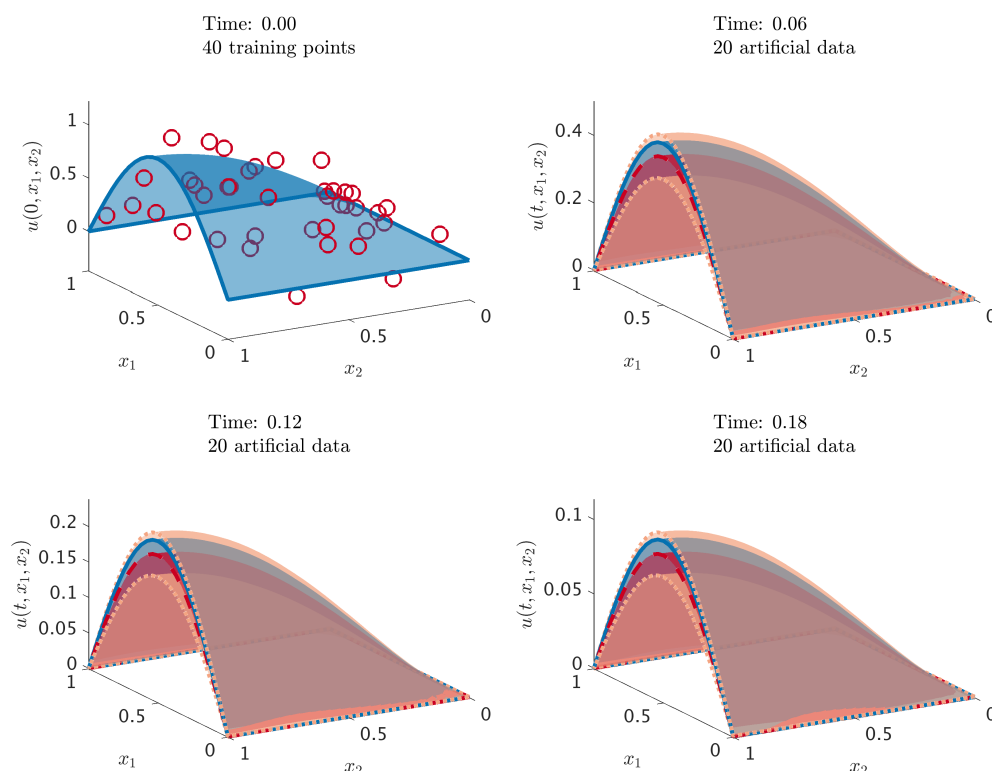 Time: 0.00
40 training points
u(0, x₁, x₂)
1
0.5
0
1
0.5
0
x₁
1
0.5
0
x₂
Time: 0.06
20 artificial data
u(t, x₁, x₂)
0.4
0.2
0
1
0.5
0
x₁
1
0.5
0
x₂
Time: 0.12
20 artificial data
u(t, x₁, x₂)
0.2
0.15
0.1
0.05
0
1
0.5
0
x₁
1
0.5
0
x₂
Time: 0.18
20 artificial data
u(t, x₁, x₂)
0.1
0.05
0
1
0.5
0
x₁
1
0.5
0
x₂